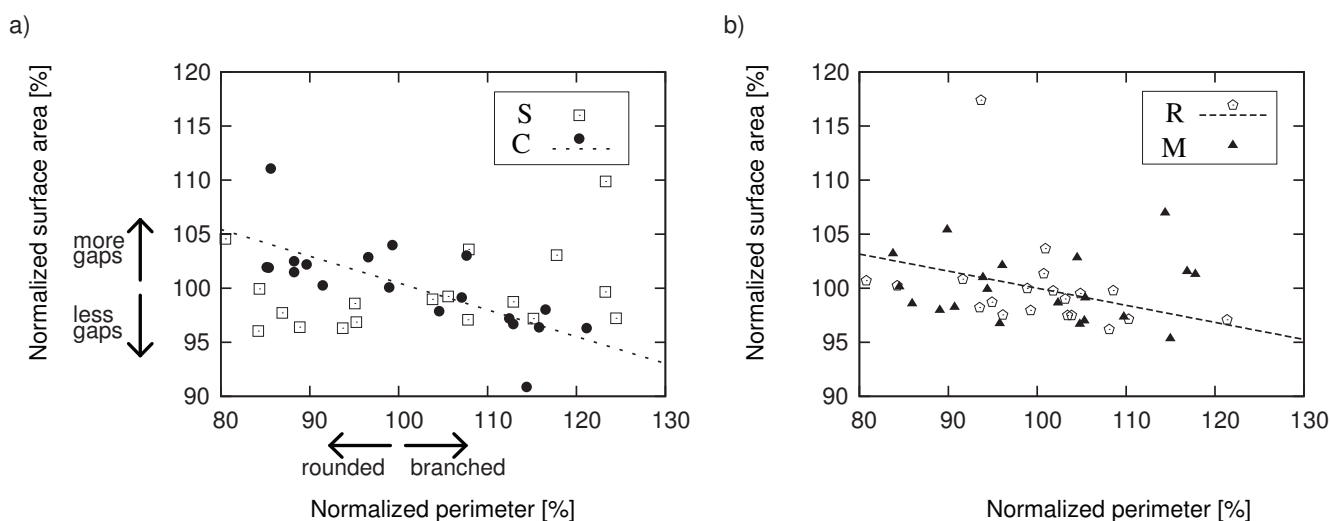 a)
Normalized surface area [%]
120
115
110
105
100
95
90
80
90
100
110
120
130
S
C
more
gaps
less
gaps
rounded
branched
Normalized perimeter [%]
b)
Normalized surface area [%]
120
115
110
105
100
95
90
80
90
100
110
120
130
R
M
Normalized perimeter [%]